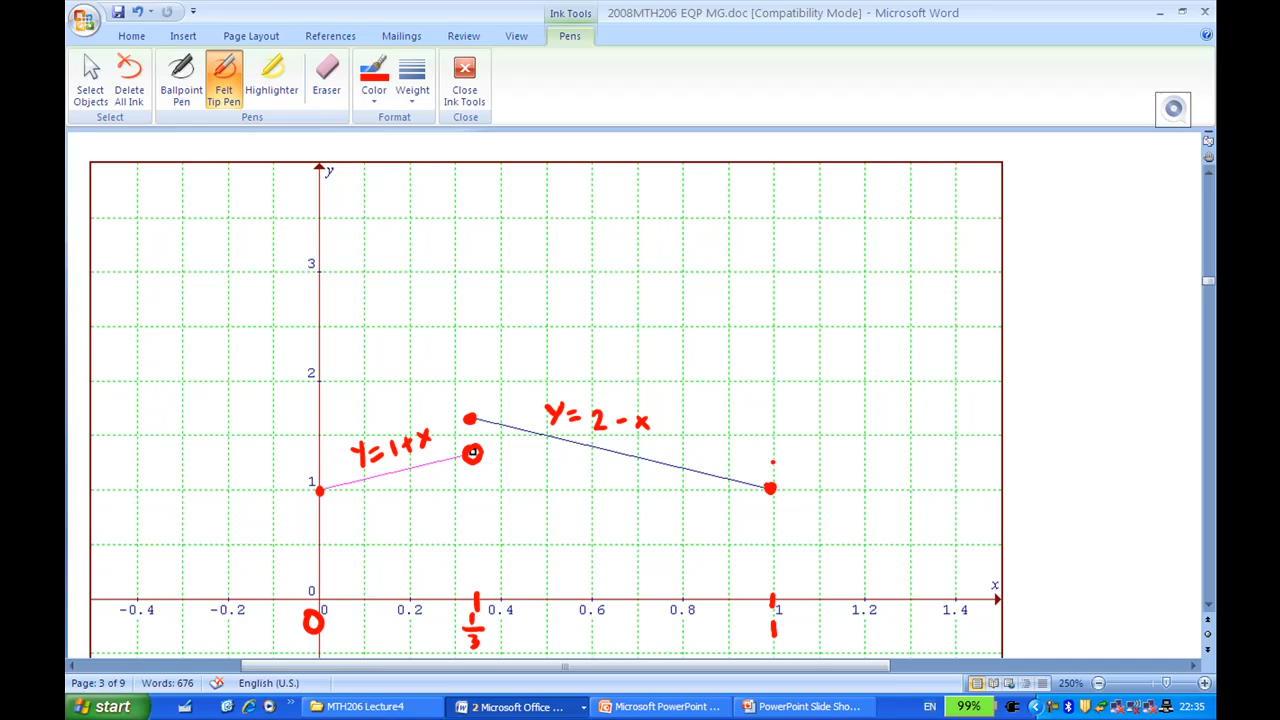 Ink Tools
2008MTH206 EQP MG.doc [Compatibility Mode] - Microsoft Word
Home Insert Page Layout References Mailings Review View Pens
Select Objects
Delete All Ink
Ballpoint Pen
Felt Tip Pen
Highlighter
Eraser
Color
Weight
Close Ink Tools
Select Pens Format Close
y
3
2
y = 2 - x
y = 1 + x
1
0
x
-0.4 -0.2 0 0.2 0.4 0.6 0.8 1 1.2 1.4
0 1/3 1
Page: 3 of 9 Words: 676 English (U.S.) 250%
start MTH206 Lecture4 2 Microsoft Office ... Microsoft PowerPoint ... PowerPoint Slide Sho... EN 99% 22:35